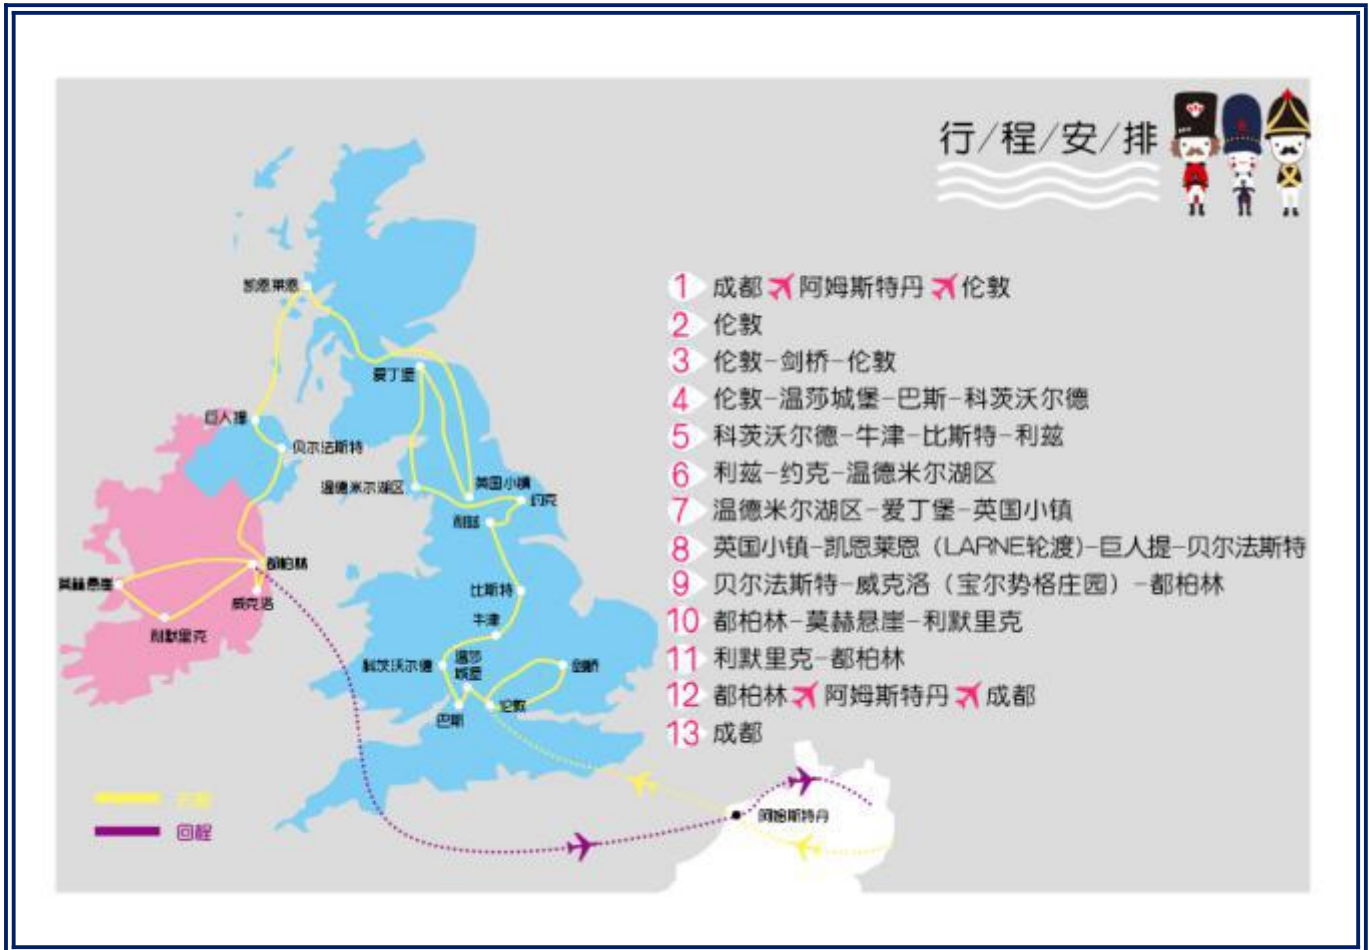 行/程/安/排
1 成都 阿姆斯特丹 伦敦
2 伦敦
3 伦敦-剑桥-伦敦
4 伦敦-温莎城堡-巴斯-科茨沃尔德
5 科茨沃尔德-牛津-比斯特-利兹
6 利兹-约克-温德米尔湖区
7 温德米尔湖区-爱丁堡-英国小镇
8 英国小镇-凯恩莱恩（LARNE轮渡)-巨人提-贝尔法斯特
9 贝尔法斯特-威克洛（宝尔势格庄园）-都柏林
10 都柏林-莫赫悬崖-利默里克
11 利默里克-都柏林
12 都柏林 阿姆斯特丹 成都
13 成都
凯恩莱恩
爱丁堡
巨人提
贝尔法斯特
温德米尔湖区
英国小镇
约克
利兹
都柏林
莫赫悬崖
威克洛
利默里克
比斯特
牛津
科茨沃尔德
温莎
城堡
剑桥
巴斯
伦敦
回程
阿姆斯特丹